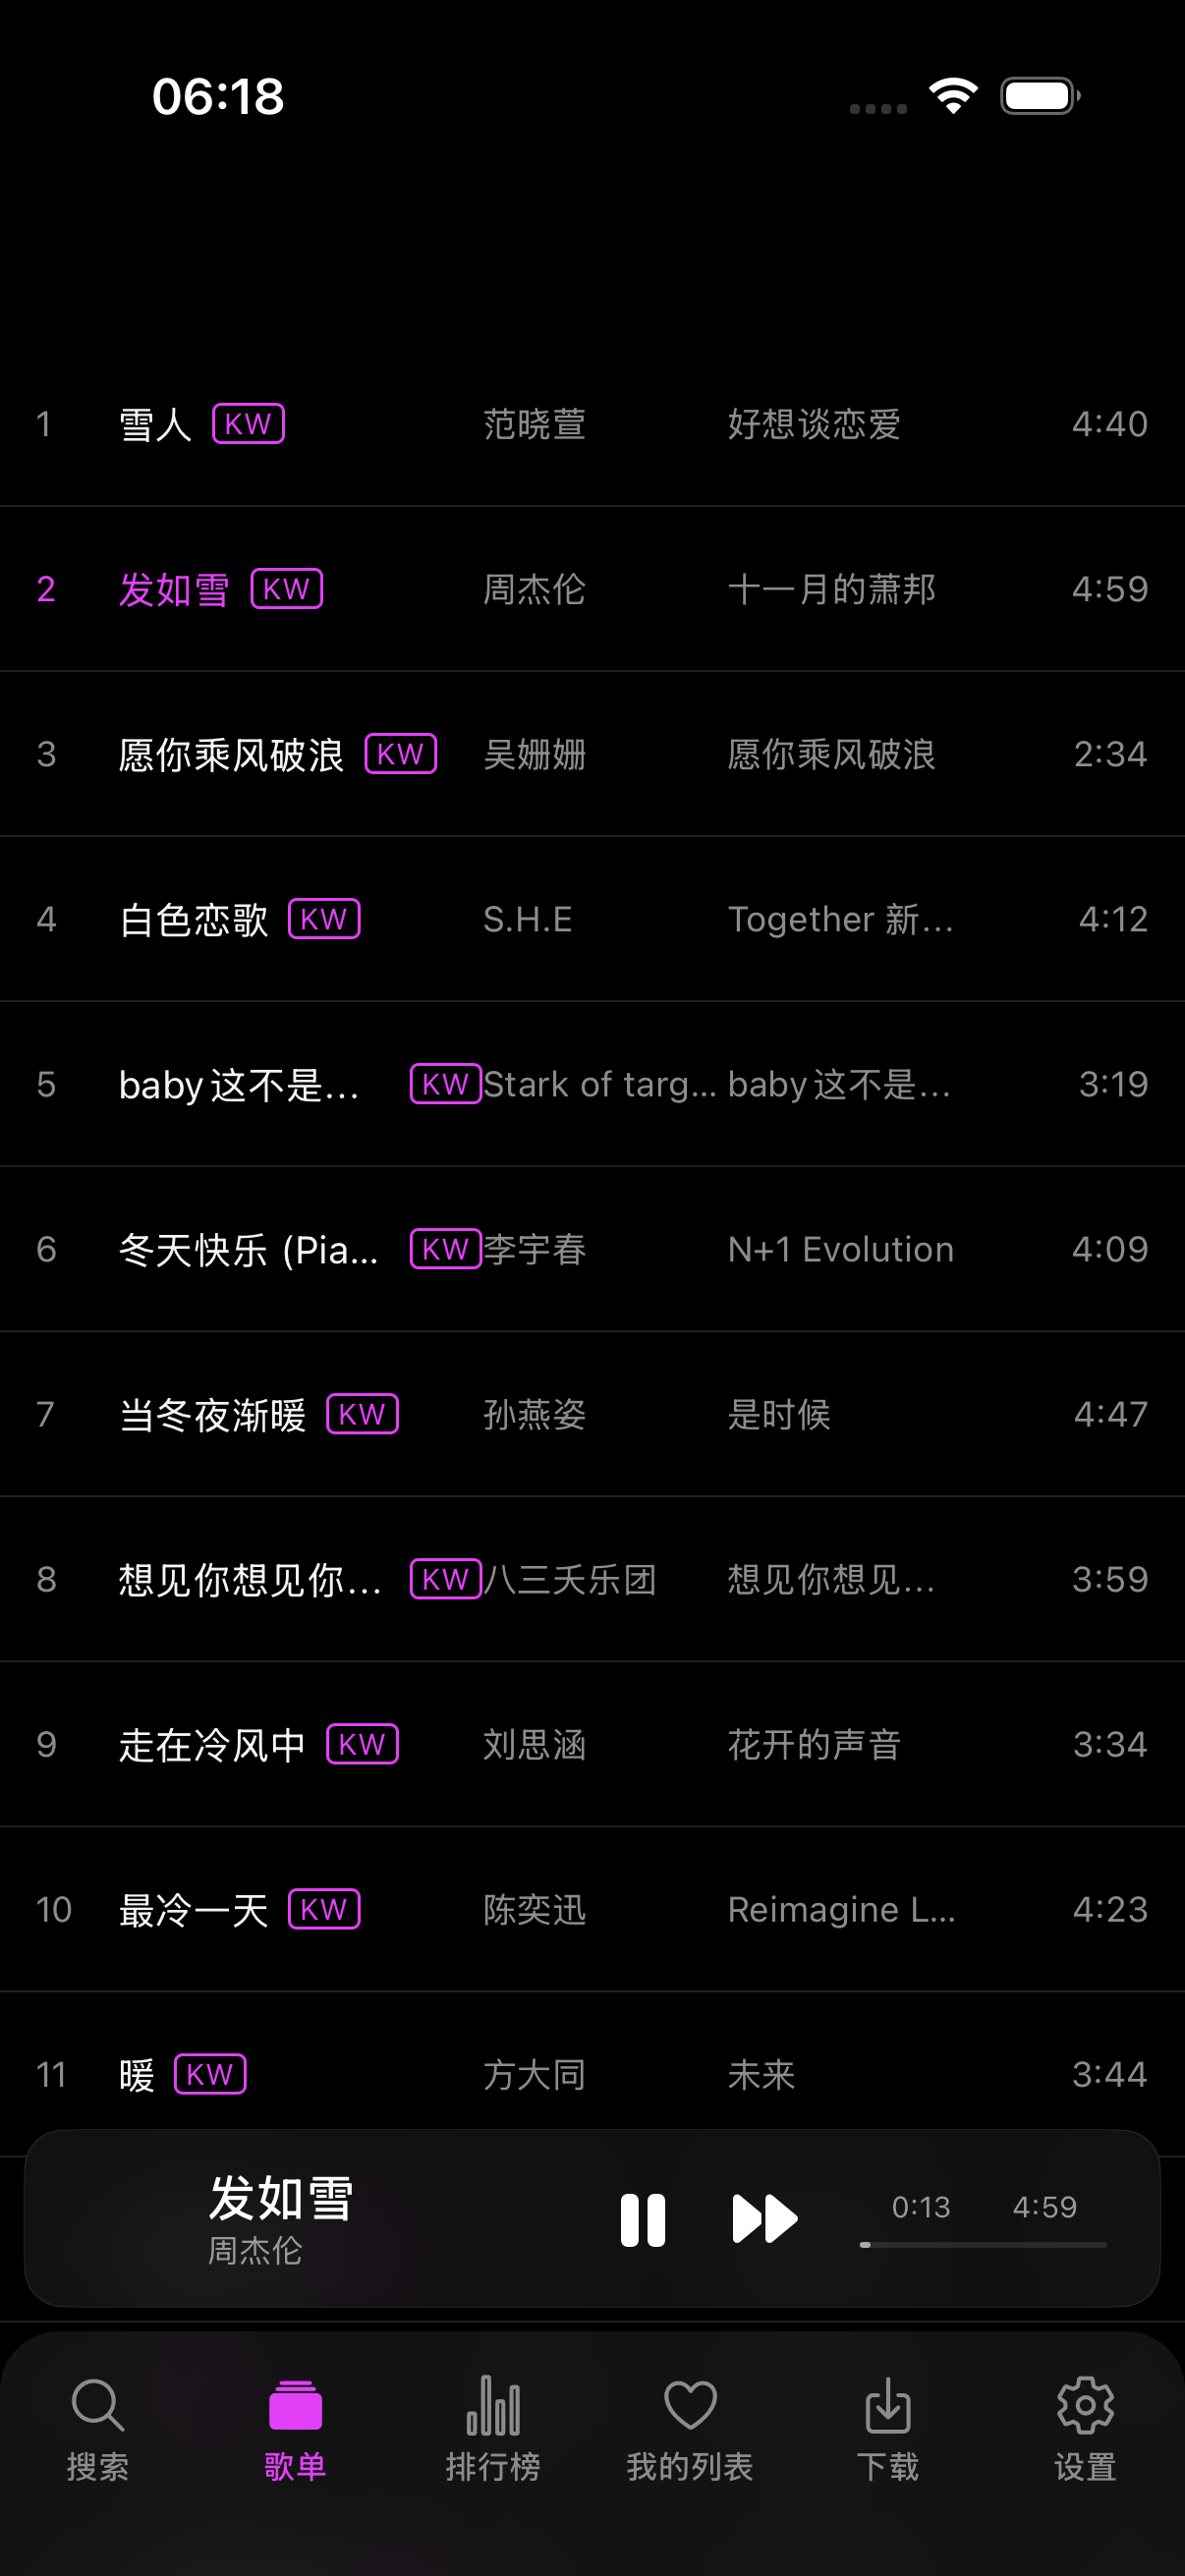 06:18
1 雪人 KW 范晓萱 好想谈恋爱 4:40
2 发如雪 KW 周杰伦 十一月的萧邦 4:59
3 愿你乘风破浪 KW 吴姗姗 愿你乘风破浪 2:34
4 白色恋歌 KW S.H.E Together 新... 4:12
5 baby这不是... KW Stark of targ... baby这不是... 3:19
6 冬天快乐 (Pia... KW 李宇春 N+1 Evolution 4:09
7 当冬夜渐暖 KW 孙燕姿 是时候 4:47
8 想见你想见你... KW 八三夭乐团 想见你想见... 3:59
9 走在冷风中 KW 刘思涵 花开的声音 3:34
10 最冷一天 KW 陈奕迅 Reimagine L... 4:23
11 暖 KW 方大同 未来 3:44
发如雪
周杰伦
0:13 4:59
搜索 歌单 排行榜 我的列表 下载 设置